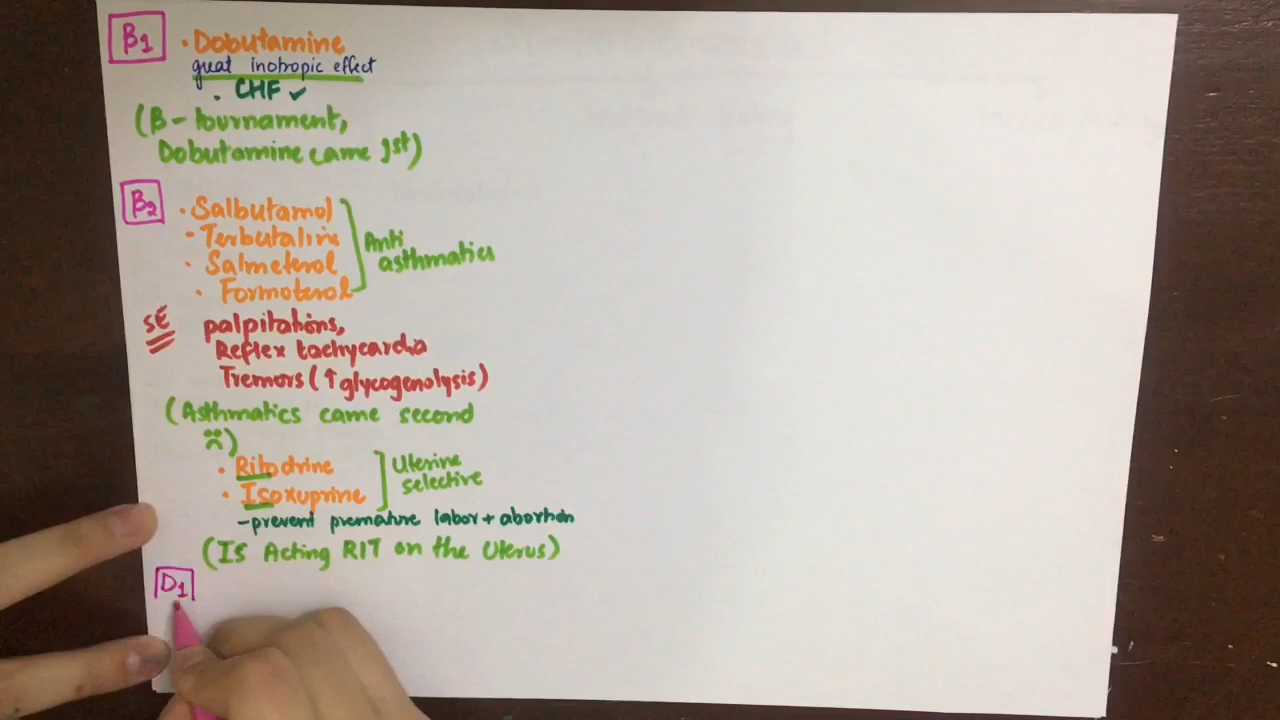 B1 · Dobutamine
great inotropic effect
· CHF ✓
(B-tournament,
Dobutamine came 1st)
B2 · Salbutamol
· Terbutaline
· Salmeterol
· Formoterol
Anti
asthmatics
SE palpitations,
Reflex tachycardia
Tremors (↑glycogenolysis)
(Asthmatics came second
☹)
· Ritodrine
· Isoxuprine
Uterine
selective
-prevent premature labor + abortion
(Is Acting RIT on the Uterus)
D1